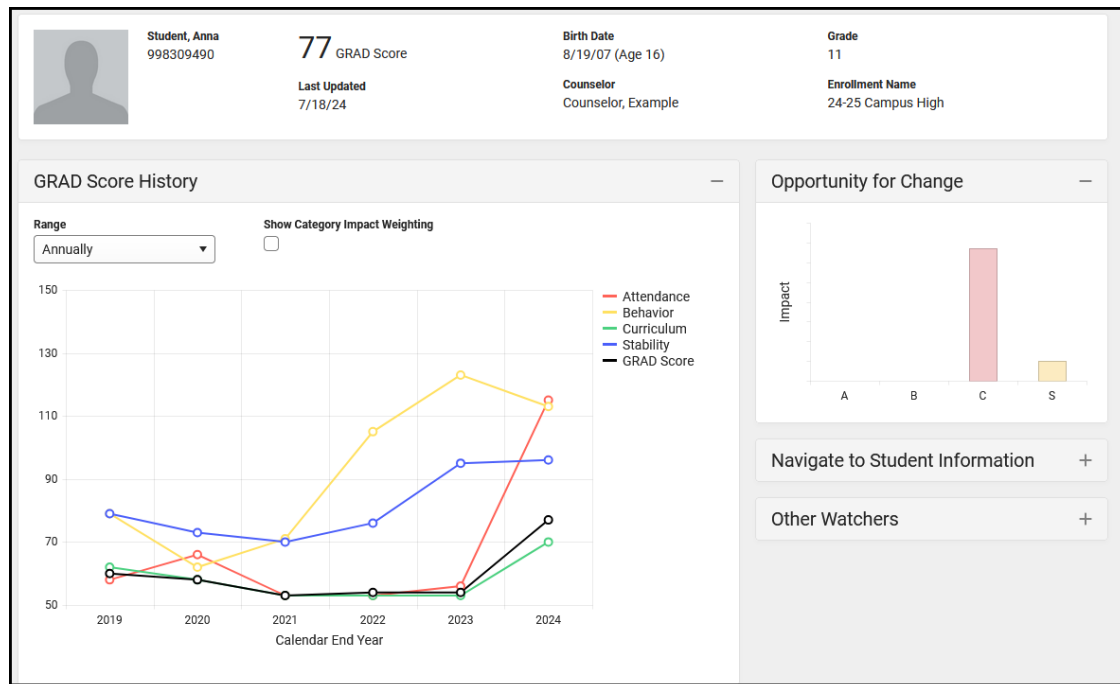 Student, Anna
998309490
77 GRAD Score
Last Updated
7/18/24
Birth Date
8/19/07 (Age 16)
Counselor
Counselor, Example
Grade
11
Enrollment Name
24-25 Campus High
GRAD Score History
Range
Annually
Show Category Impact Weighting
150
130
110
90
70
50
2019 2020 2021 2022 2023 2024
Calendar End Year
Attendance
Behavior
Curriculum
Stability
GRAD Score
Opportunity for Change
Impact
A B C S
Navigate to Student Information
Other Watchers